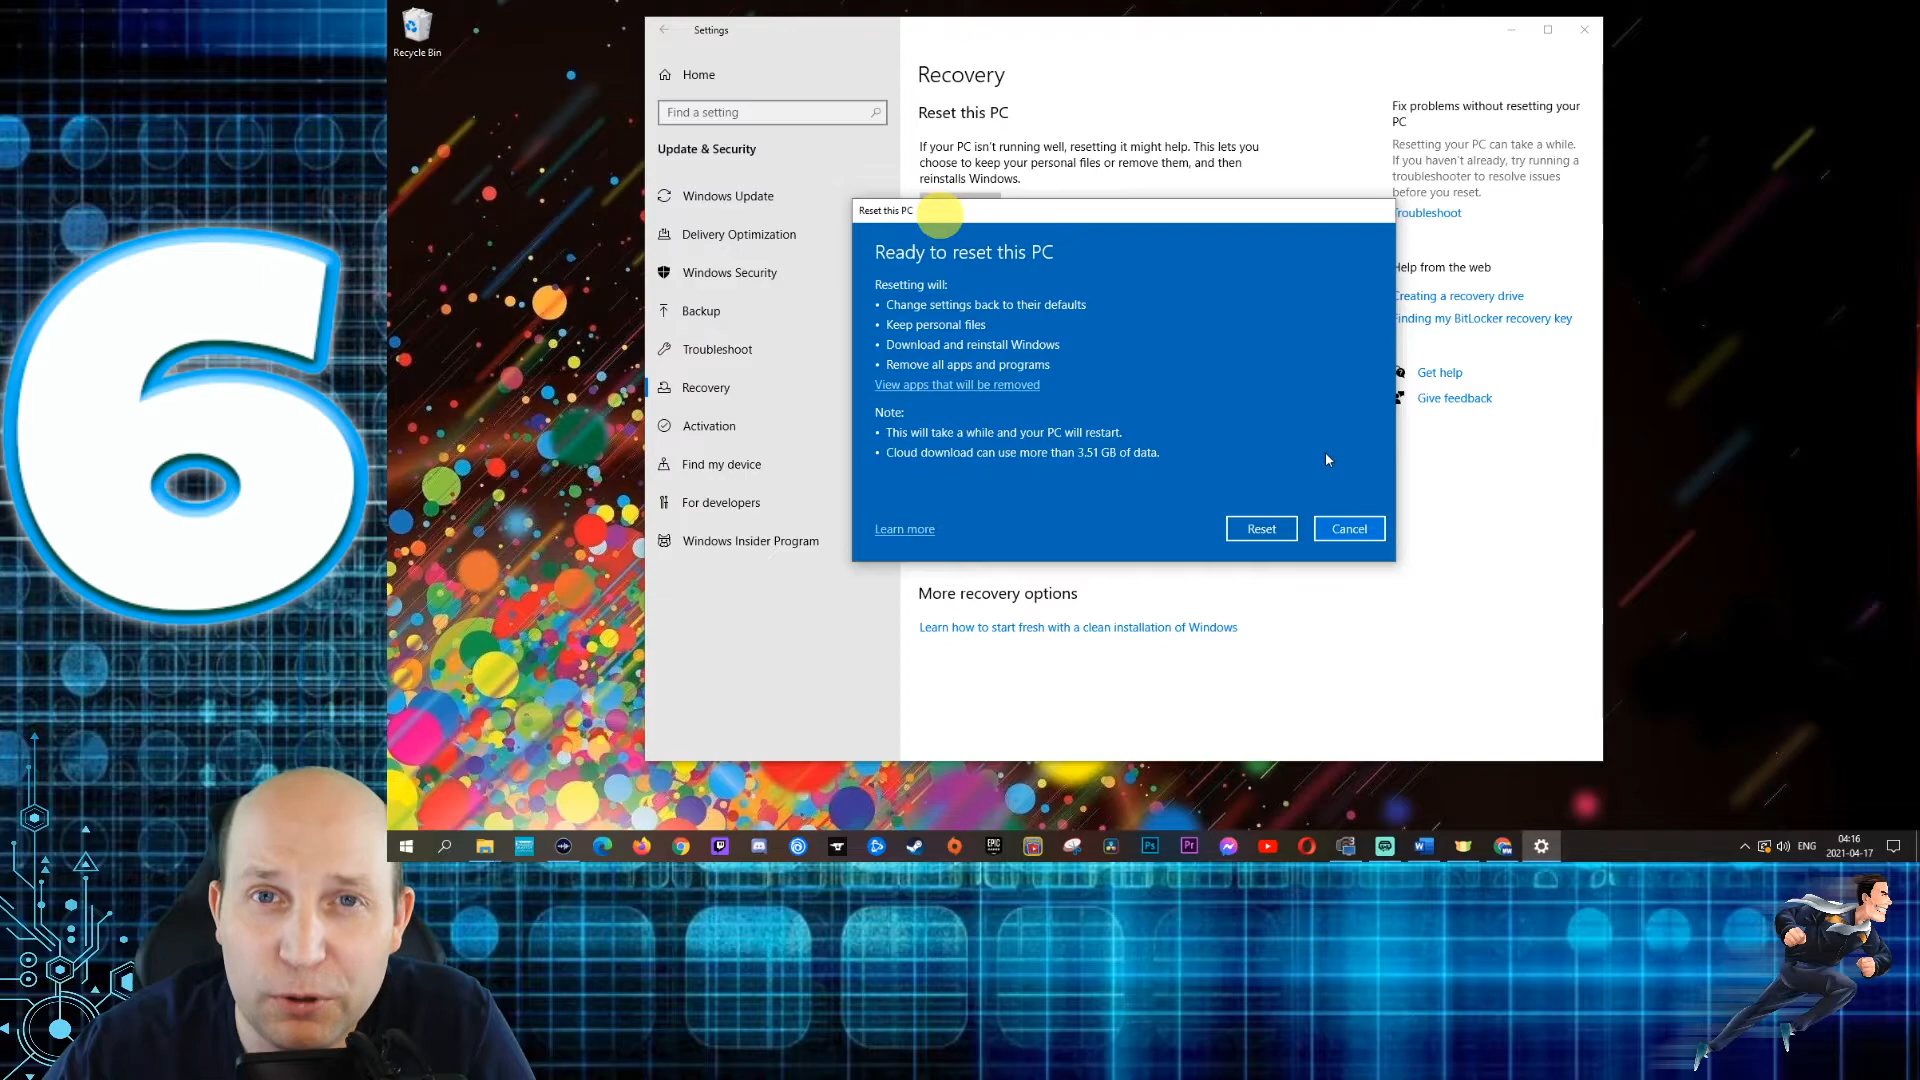 6
Recycle Bin
Settings
Home
Find a setting
Update & Security
Windows Update
Delivery Optimization
Windows Security
Backup
Troubleshoot
Recovery
Activation
Find my device
For developers
Windows Insider Program
Recovery
Reset this PC
If your PC isn't running well, resetting it might help. This lets you
choose to keep your personal files or remove them, and then
reinstalls Windows.
Reset this PC
Ready to reset this PC
Resetting will:
• Change settings back to their defaults
• Keep personal files
• Download and reinstall Windows
• Remove all apps and programs
View apps that will be removed
Note:
• This will take a while and your PC will restart.
• Cloud download can use more than 3.51 GB of data.
Learn more
Reset
Cancel
More recovery options
Learn how to start fresh with a clean installation of Windows
Fix problems without resetting your
PC
Resetting your PC can take a while.
If you haven't already, try running a
troubleshooter to resolve issues
before you reset.
Troubleshoot
Help from the web
Creating a recovery drive
Finding my BitLocker recovery key
Get help
Give feedback
EPIC
Ps
Pr
ENG
04:16
2021-04-17